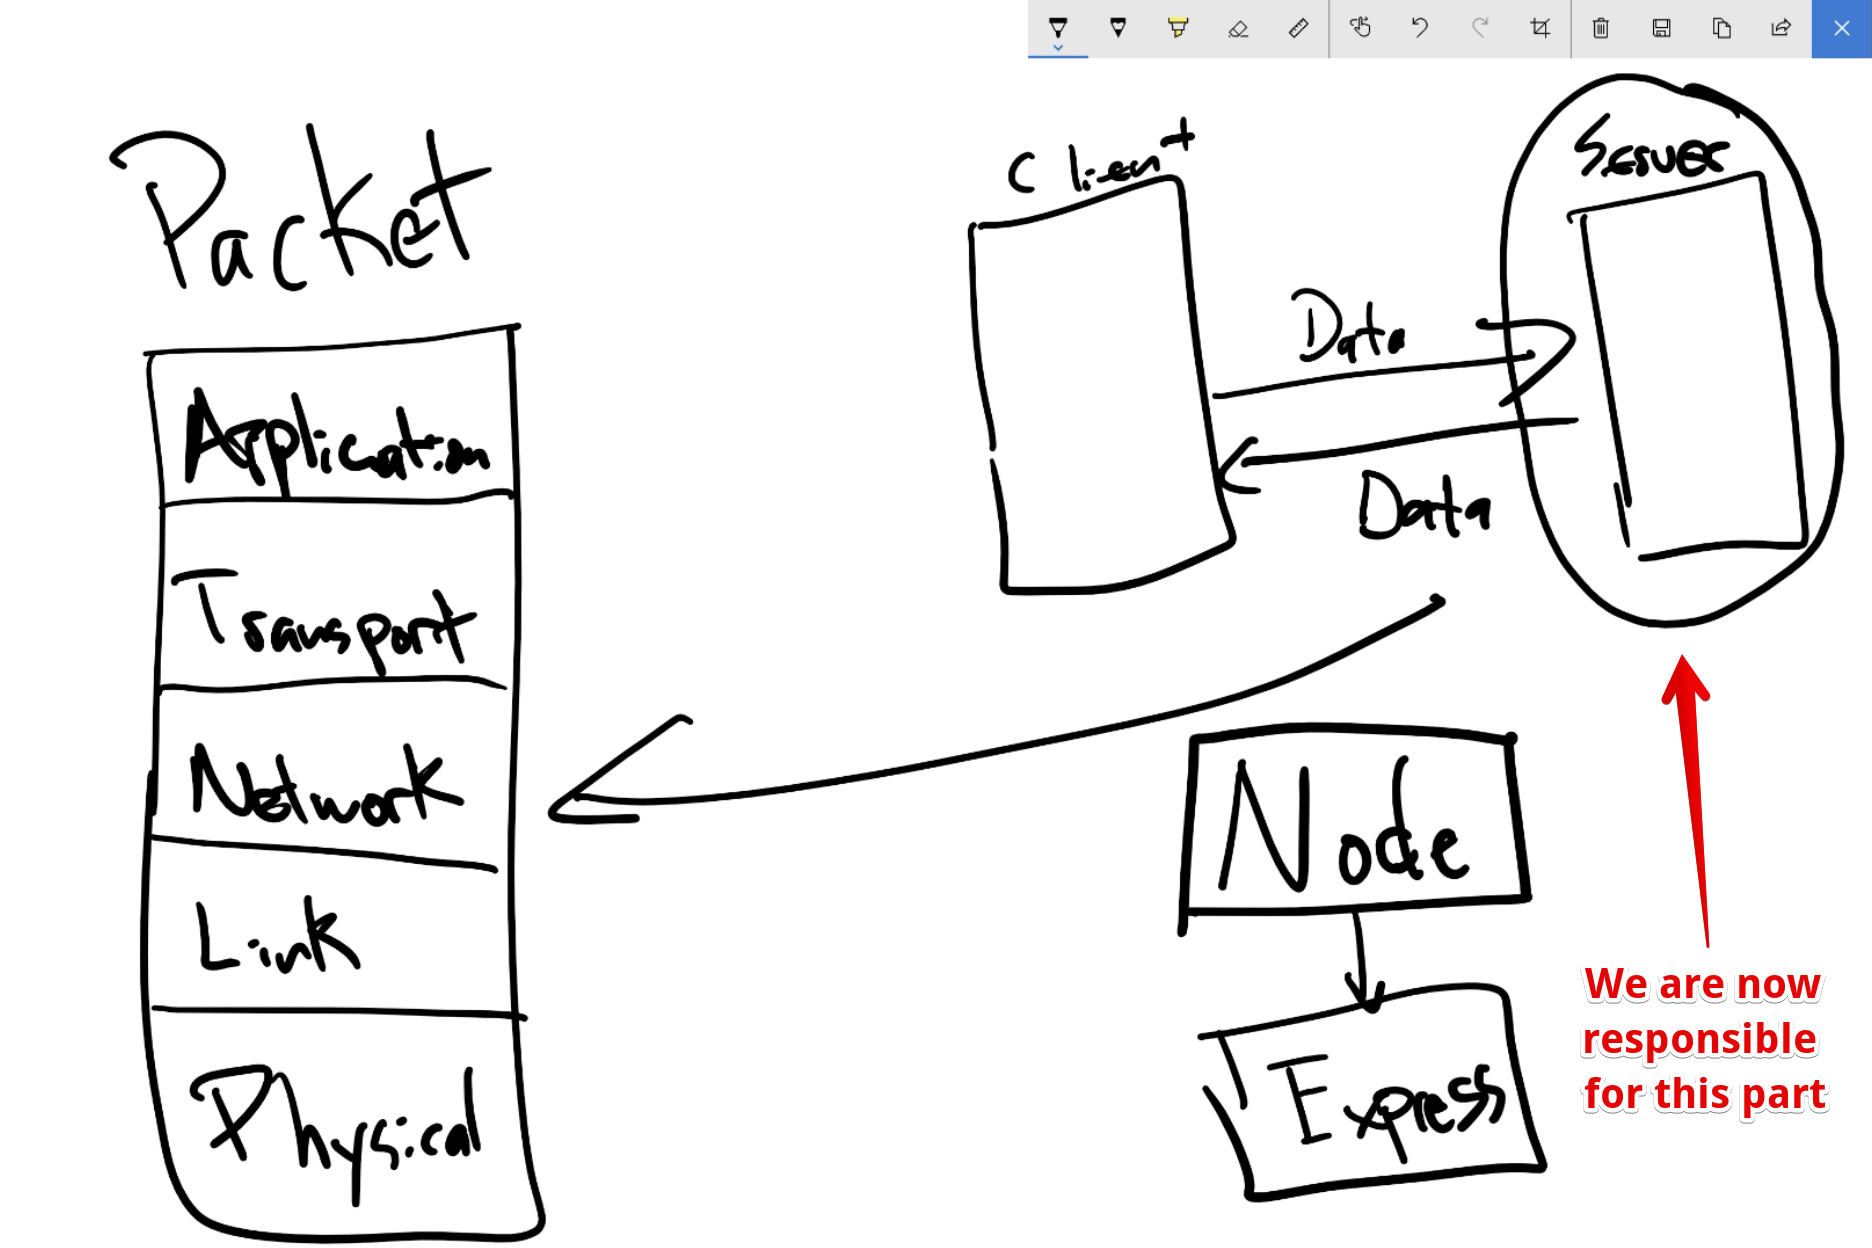 Packet
Application
Transport
Network
Link
Physical
Client
Server
Data
Data
Node
Express
We are now
responsible
for this part